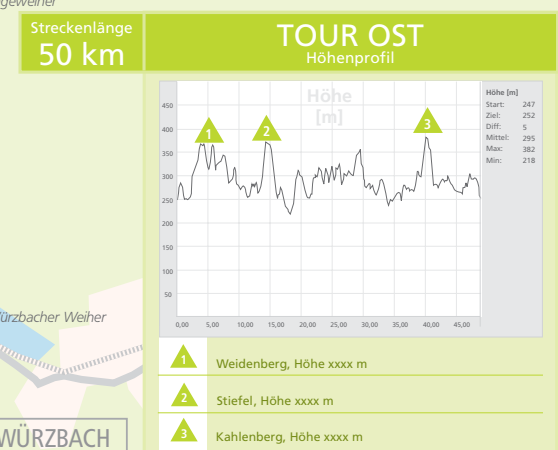 geweiher
Streckenlänge
50 km
TOUR OST
Höhenprofil
Höhe
[m]
450
400
350
300
250
200
150
100
50
1
2
3
0,00 5,00 10,00 15,00 20,00 25,00 30,00 35,00 40,00 45,00
Höhe [m]
Start: 247
Ziel: 252
Diff: 5
Mittel: 295
Max: 382
Min: 218
ürzbacher Weiher
1 Weidenberg, Höhe xxxx m
2 Stiefel, Höhe xxxx m
3 Kahlenberg, Höhe xxxx m
WÜRZBACH